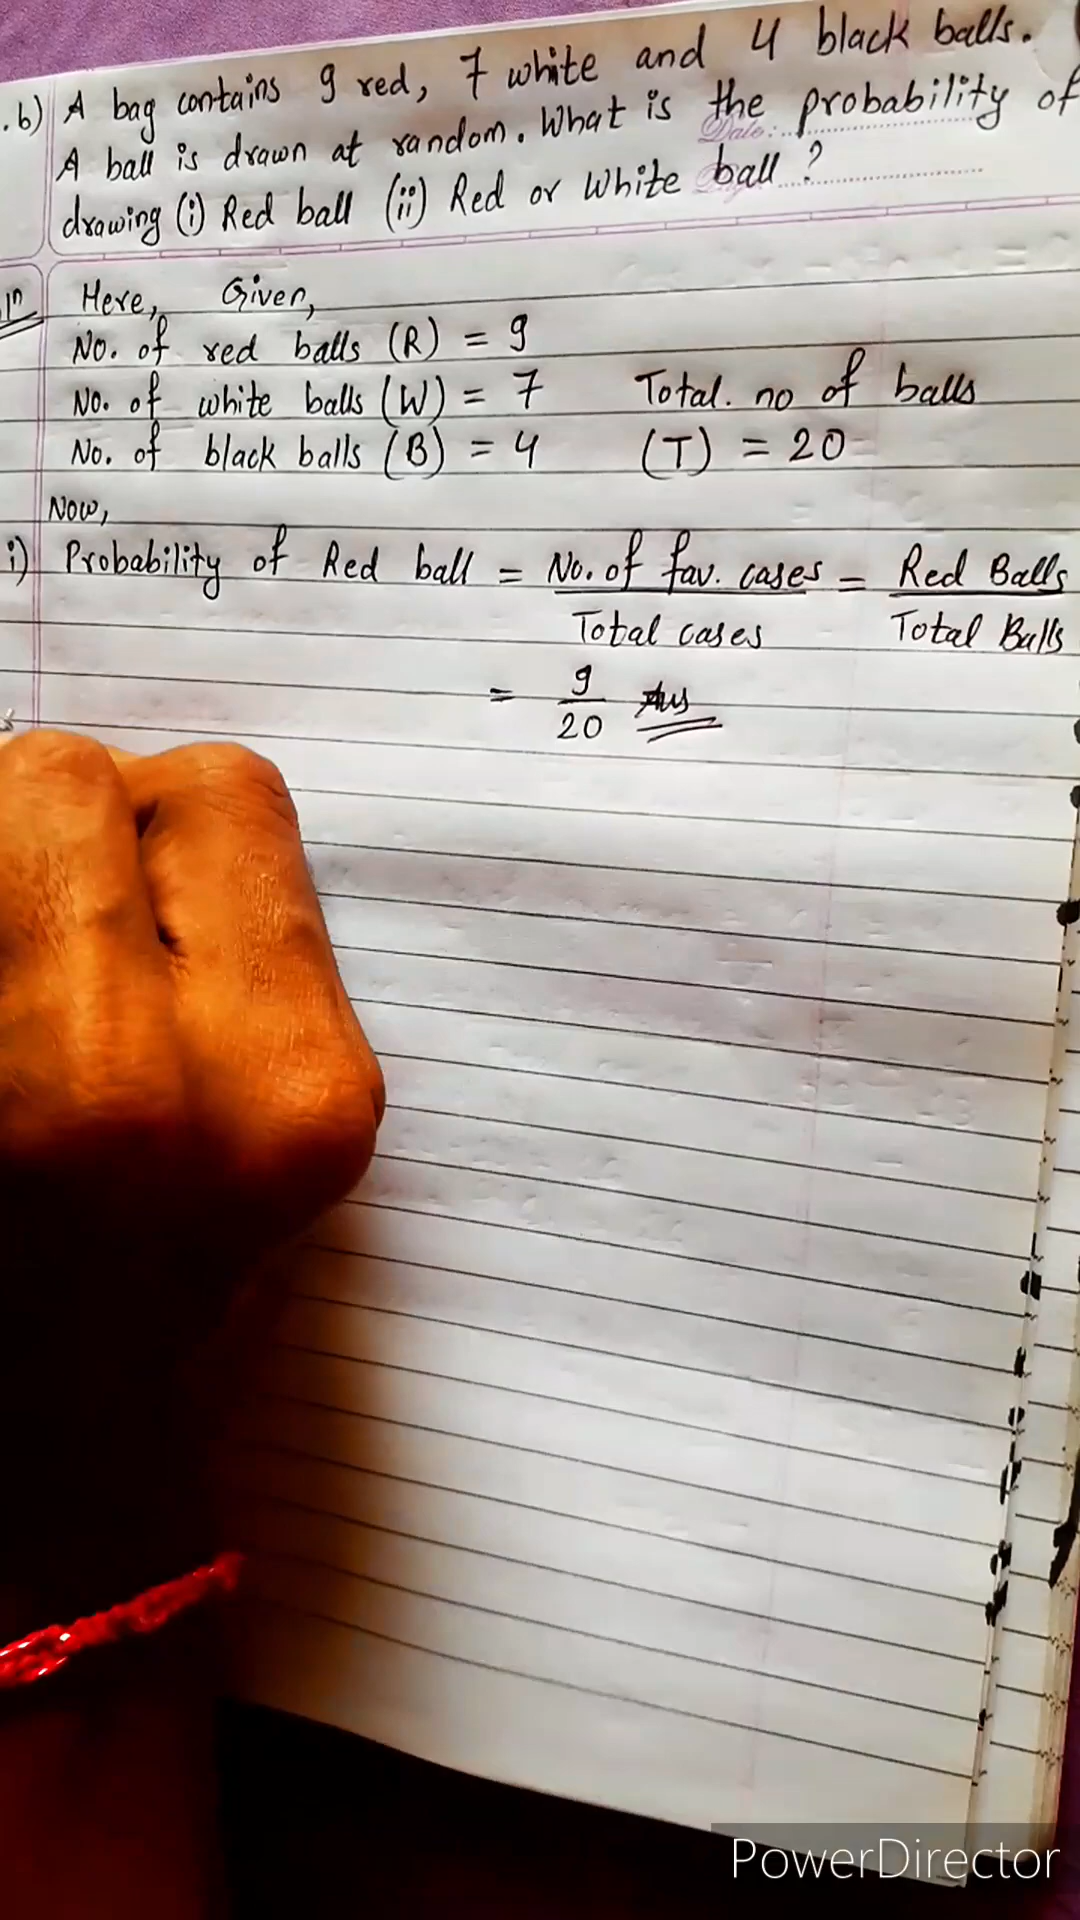 .b) A bag contains 9 red, 7 white and 4 black balls.
A ball is drawn at random. What is the probability of
Date:
drawing (i) Red ball (ii) Red or White ball ?
Here, Given,
No. of red balls (R) = 9
No. of white balls (W) = 7 Total. no of balls
No. of black balls (B) = 4 (T) = 20
Now,
i) Probability of Red ball = No. of fav. cases = Red Balls
Total cases Total Balls
= 9
20 Ans
PowerDirector